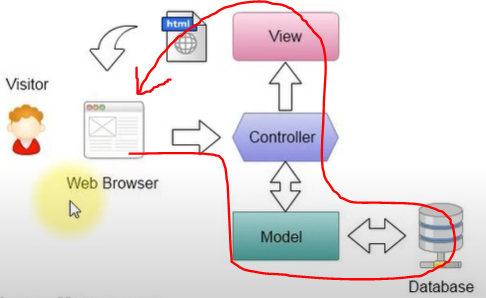 html
View
Visitor
Controller
Web Browser
Model
Database